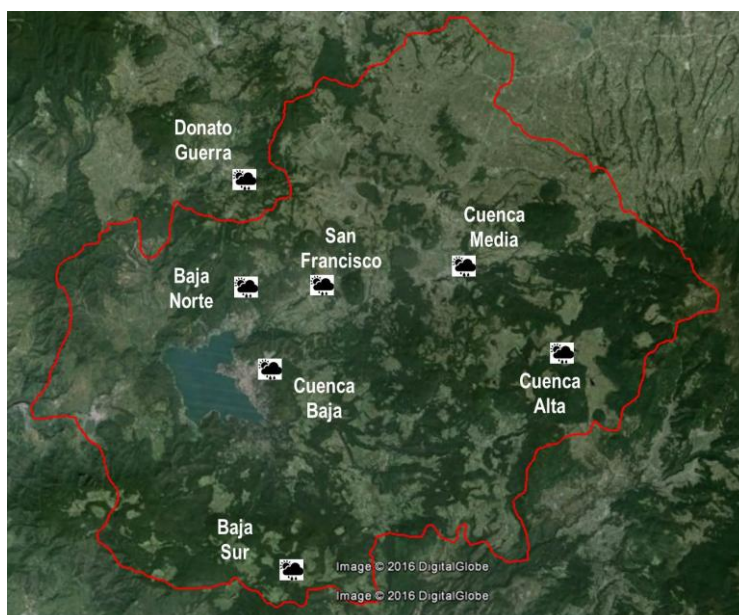 Donato
Guerra
Cuenca
Media
San
Francisco
Baja
Norte
Cuenca
Baja
Cuenca
Alta
Baja
Sur
Image © 2016 DigitalGlobe
Image © 2016 DigitalGlobe